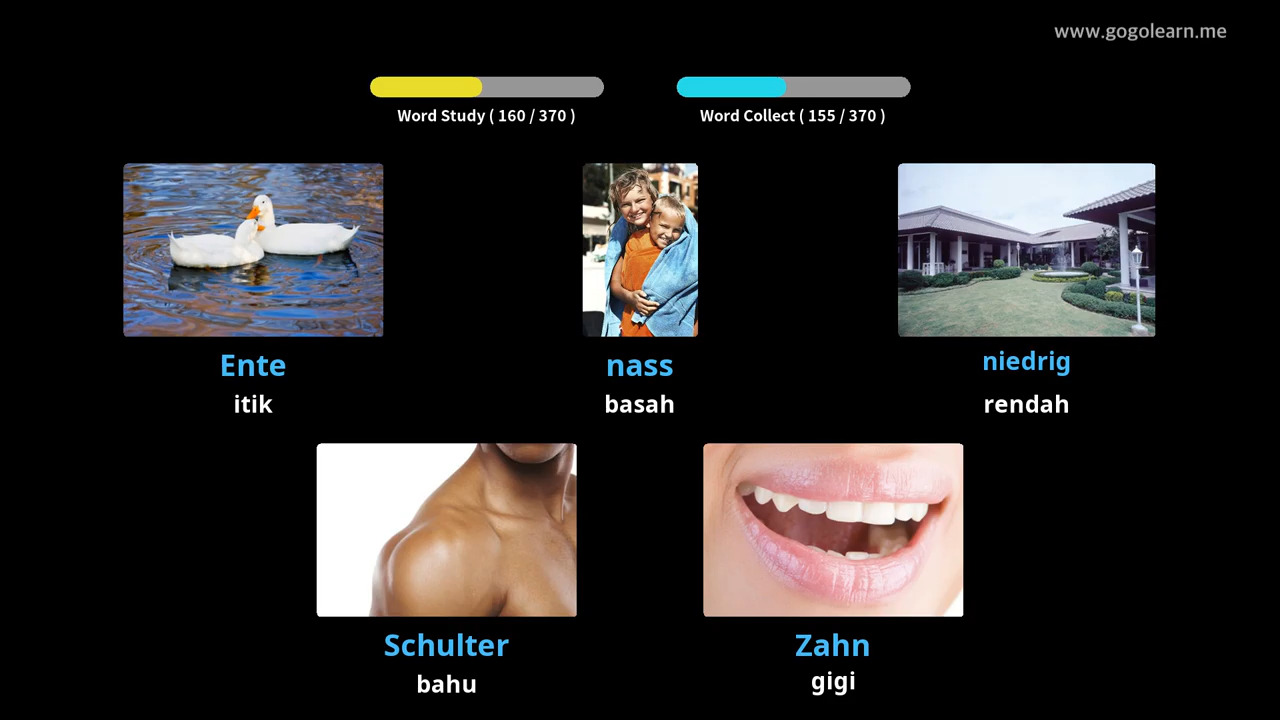 www.gogolearn.me
Word Study ( 160 / 370 )
Word Collect ( 155 / 370 )
Ente
itik
nass
basah
niedrig
rendah
Schulter
bahu
Zahn
gigi